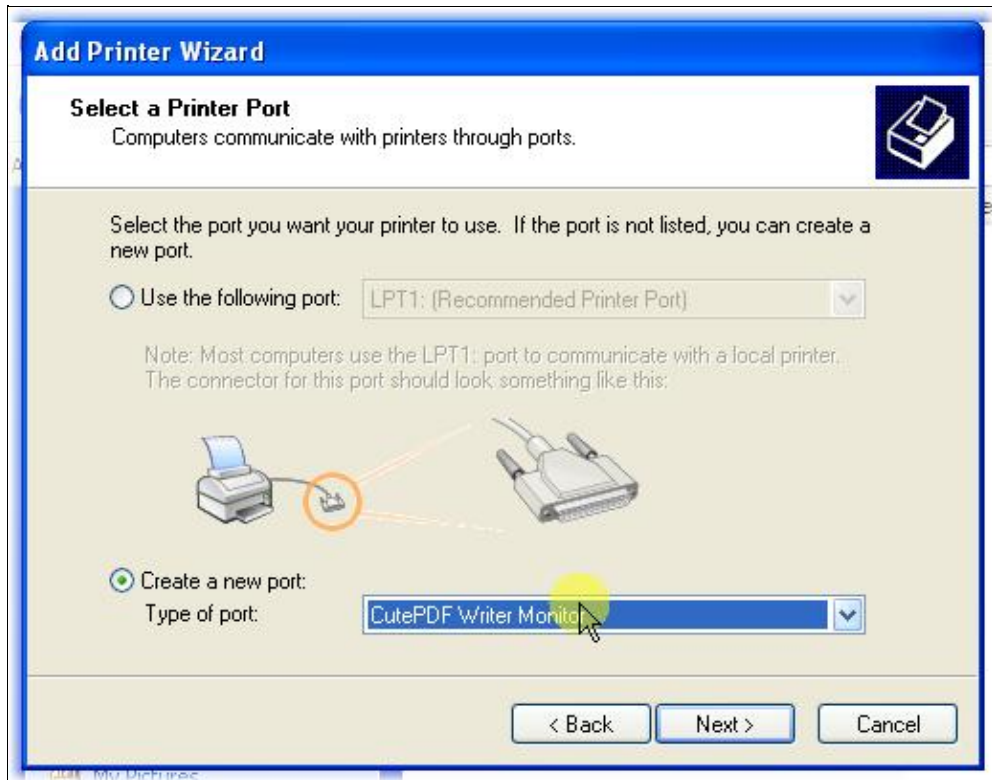 Add Printer Wizard
Select a Printer Port
Computers communicate with printers through ports.
Select the port you want your printer to use.  If the port is not listed, you can create a
new port.
Use the following port:
LPT1: (Recommended Printer Port)
Note: Most computers use the LPT1: port to communicate with a local printer.
The connector for this port should look something like this:
Create a new port:
Type of port:
CutePDF Writer Monitor
< Back
Next >
Cancel
My Pictures